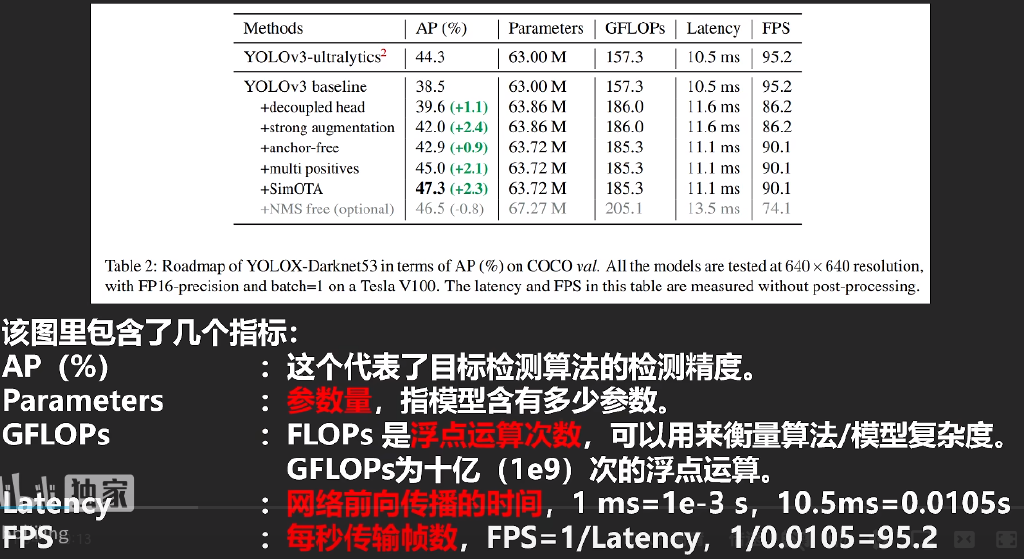 Methods AP (%) Parameters GFLOPs Latency FPS
YOLOv3-ultralytics² 44.3 63.00 M 157.3 10.5 ms 95.2
YOLOv3 baseline 38.5 63.00 M 157.3 10.5 ms 95.2
+decoupled head 39.6 (+1.1) 63.86 M 186.0 11.6 ms 86.2
+strong augmentation 42.0 (+2.4) 63.86 M 186.0 11.6 ms 86.2
+anchor-free 42.9 (+0.9) 63.72 M 185.3 11.1 ms 90.1
+multi positives 45.0 (+2.1) 63.72 M 185.3 11.1 ms 90.1
+SimOTA 47.3 (+2.3) 63.72 M 185.3 11.1 ms 90.1
+NMS free (optional) 46.5 (-0.8) 67.27 M 205.1 13.5 ms 74.1
Table 2: Roadmap of YOLOX-Darknet53 in terms of AP (%) on COCO val. All the models are tested at 640 × 640 resolution,
with FP16-precision and batch=1 on a Tesla V100. The latency and FPS in this table are measured without post-processing.
该图里包含了几个指标：
AP（%） ：这个代表了目标检测算法的检测精度。
Parameters ：参数量，指模型含有多少参数。
GFLOPs ：FLOPs 是浮点运算次数，可以用来衡量算法/模型复杂度。
GFLOPs为十亿（1e9）次的浮点运算。
独家
Latency ：网络前向传播的时间，1 ms=1e-3 s，10.5ms=0.0105s
FPS ：每秒传输帧数，FPS=1/Latency，1/0.0105=95.2